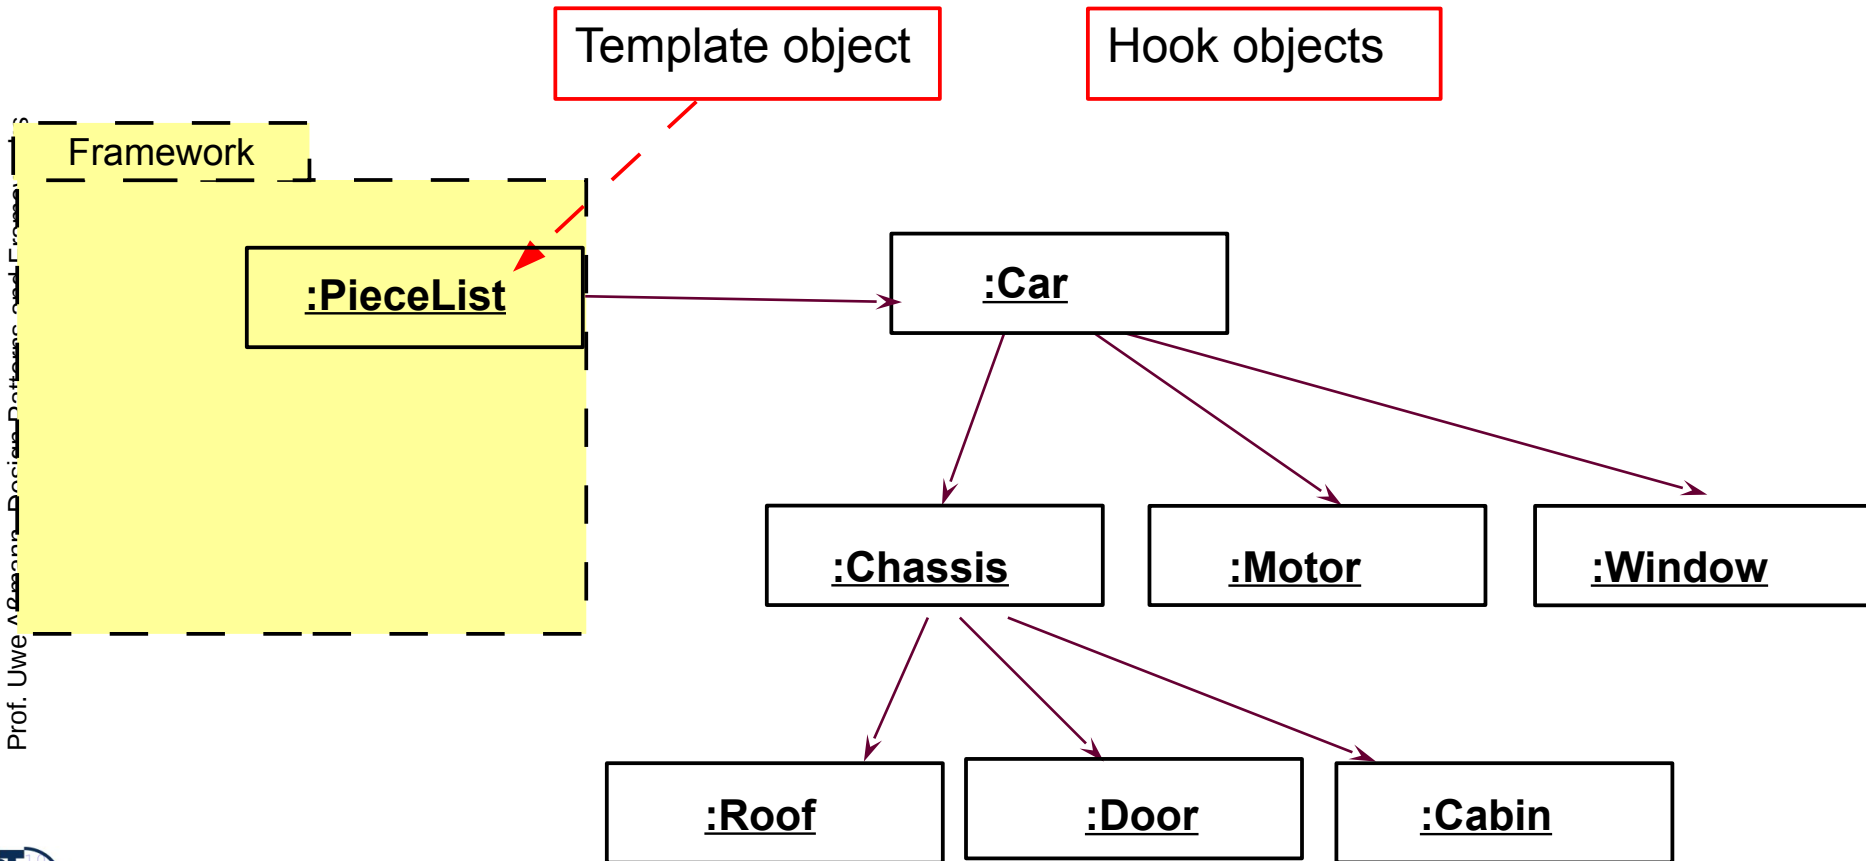 Template object
Hook objects
Framework
:PieceList
:Car
:Chassis
:Motor
:Window
:Roof
:Door
:Cabin
Prof. Uwe